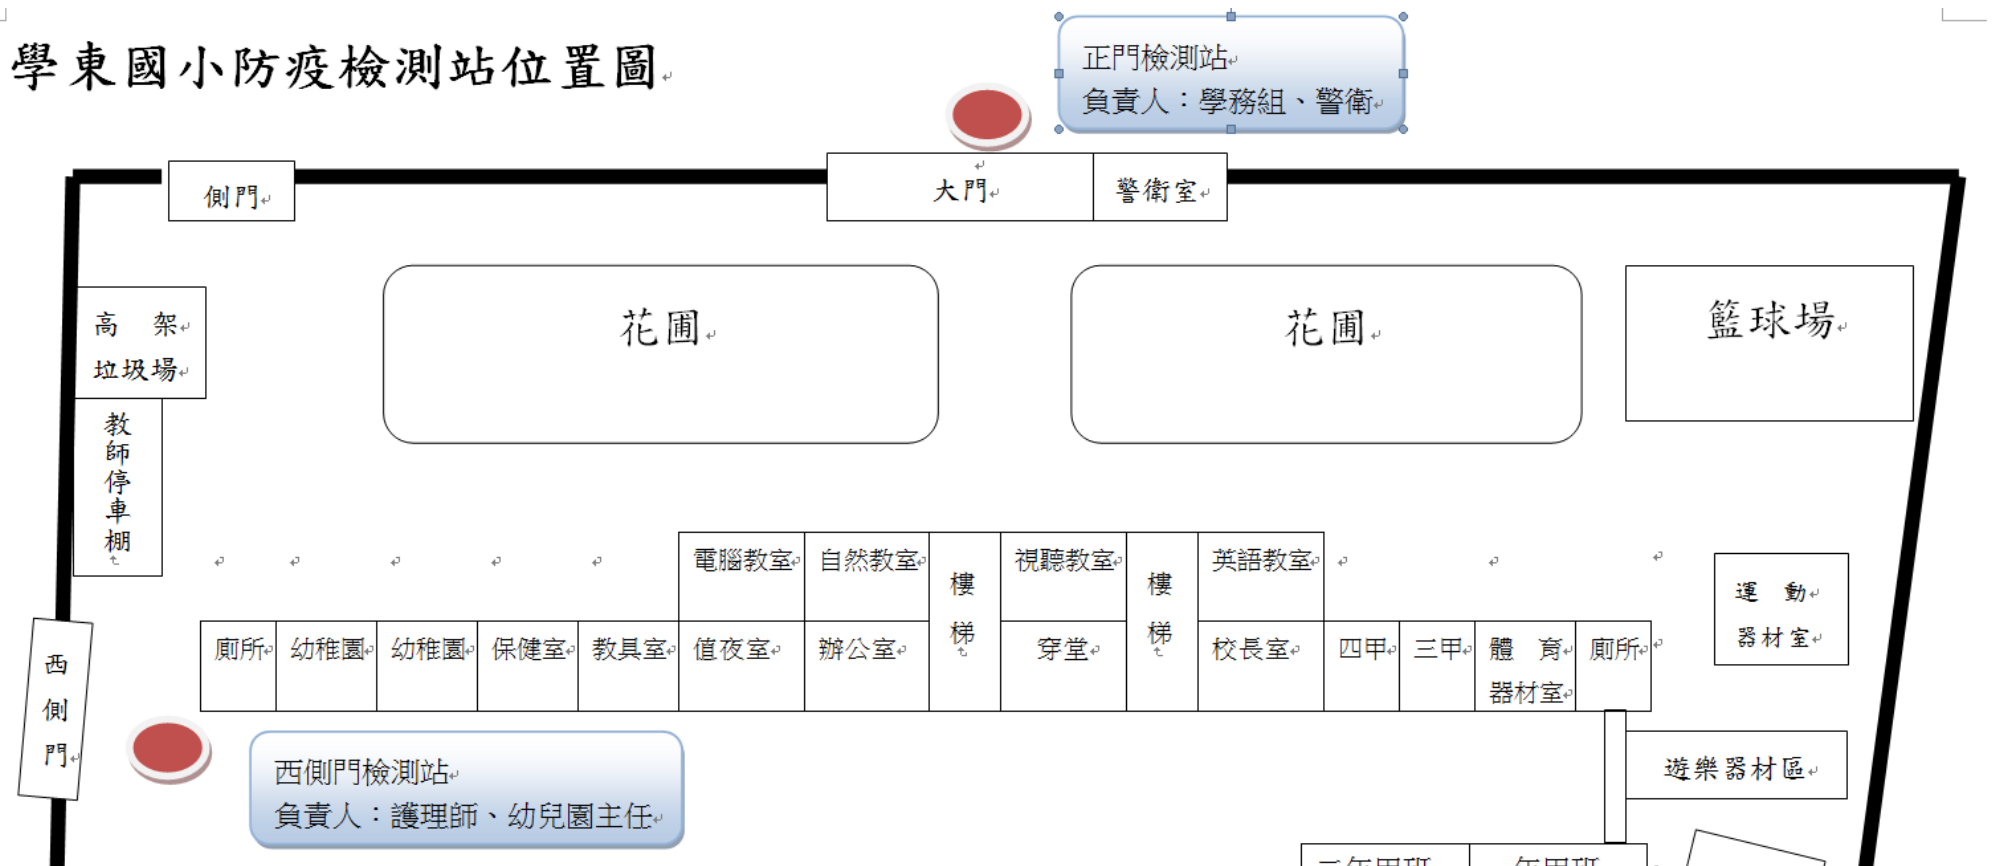 學東國小防疫檢測站位置圖
正門檢測站
負責人：學務組、警衛
側門
大門
警衛室
花圃
花圃
籃球場
高 架
垃圾場
教師停車棚
電腦教室
自然教室
樓梯
視聽教室
樓梯
英語教室
運 動
器材室
西側門
廁所
幼稚園
幼稚園
保健室
教具室
值夜室
辦公室
穿堂
校長室
四甲
三甲
體 育
器材室
廁所
遊樂器材區
西側門檢測站
負責人：護理師、幼兒園主任